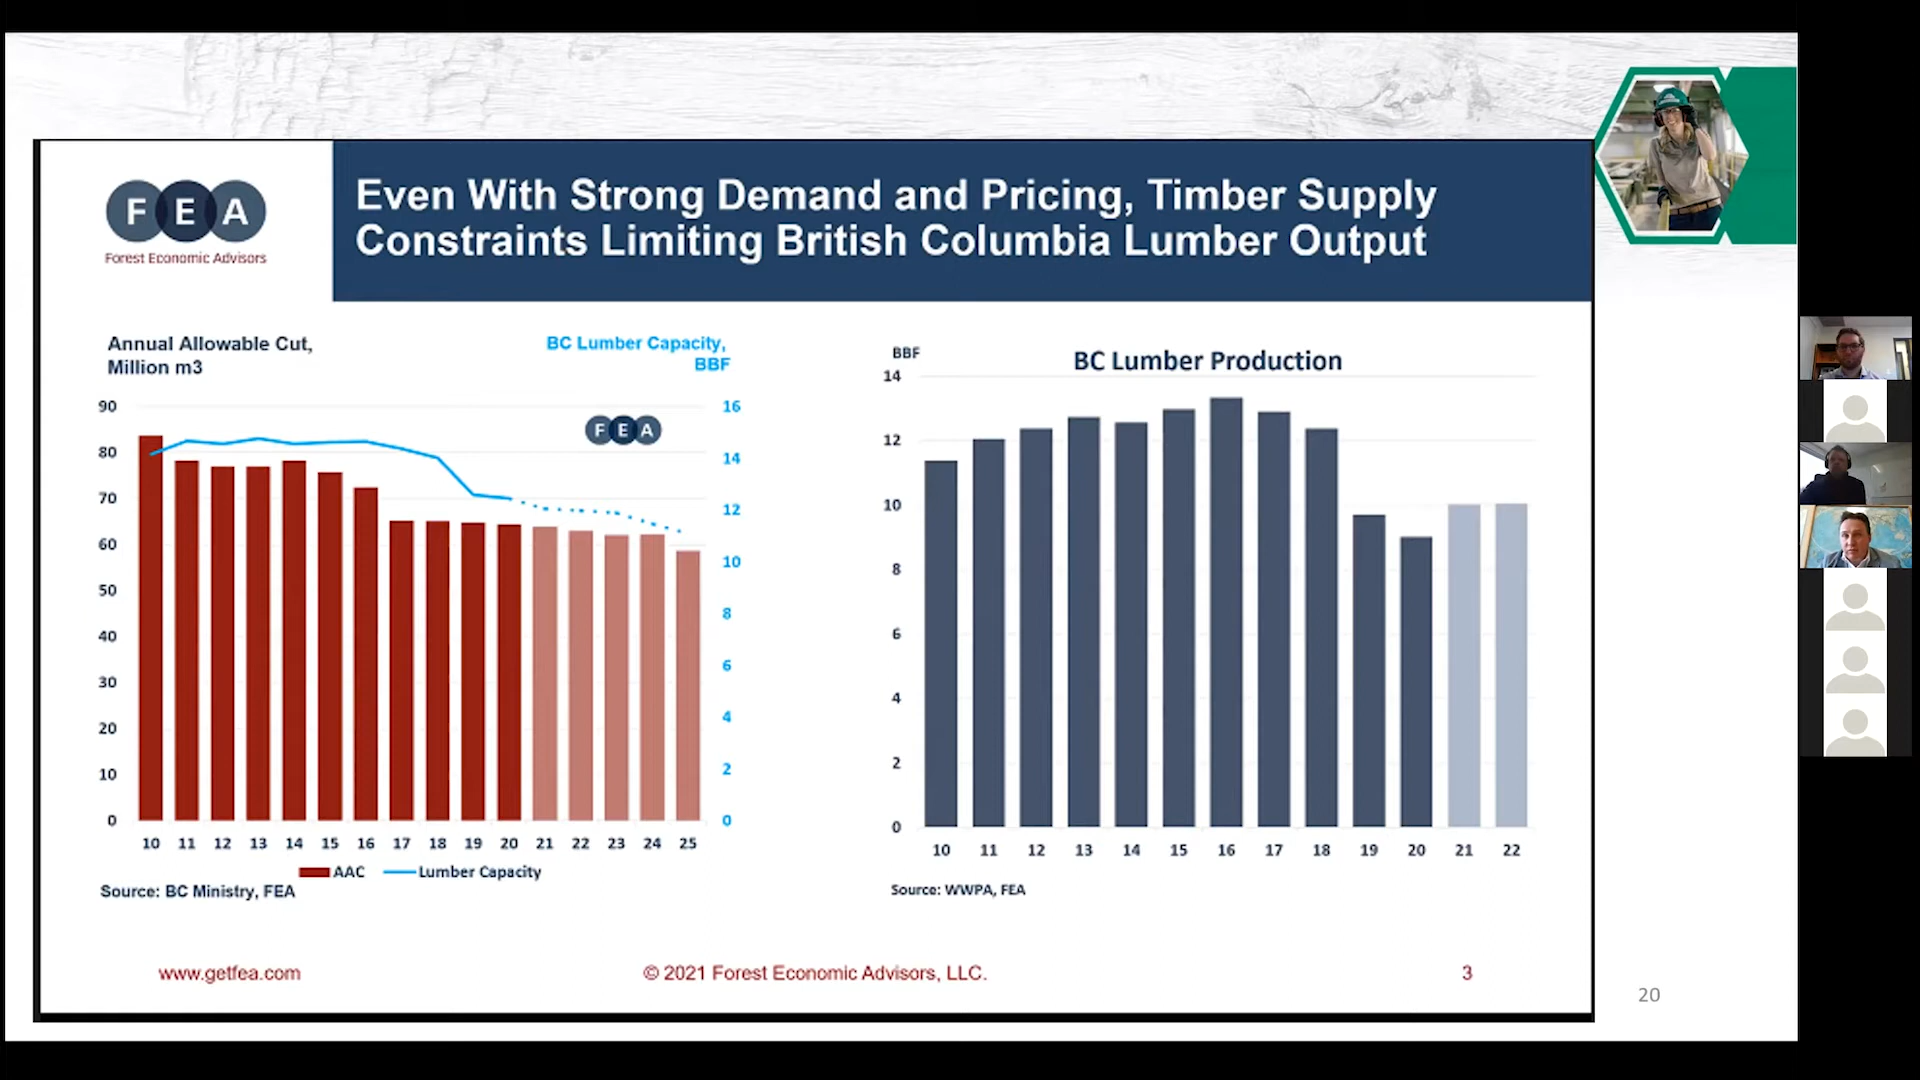 F E A
Forest Economic Advisors
Even With Strong Demand and Pricing, Timber Supply
Constraints Limiting British Columbia Lumber Output
Annual Allowable Cut,
Million m3
BC Lumber Capacity,
BBF
90
80
70
60
50
40
30
20
10
0
16
14
12
10
8
6
4
2
0
F E A
10 11 12 13 14 15 16 17 18 19 20 21 22 23 24 25
AAC Lumber Capacity
Source: BC Ministry, FEA
BBF
BC Lumber Production
14
12
10
8
6
4
2
0
10 11 12 13 14 15 16 17 18 19 20 21 22
Source: WWPA, FEA
www.getfea.com
© 2021 Forest Economic Advisors, LLC.
3
20